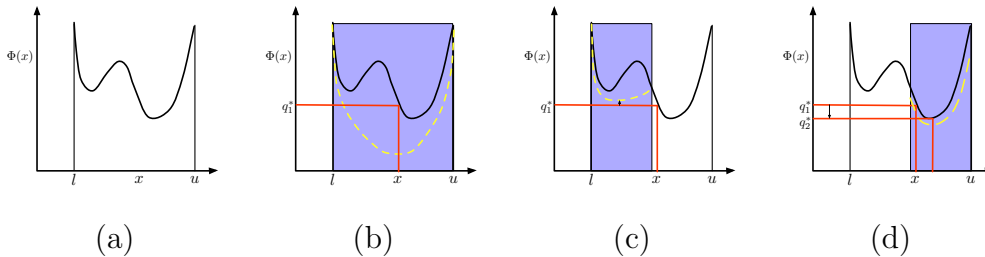 Φ(x)
l x u
(a)
Φ(x)
q₁*
l x u
(b)
Φ(x)
q₁*
l x u
(c)
Φ(x)
q₁*
q₂*
l x u
(d)